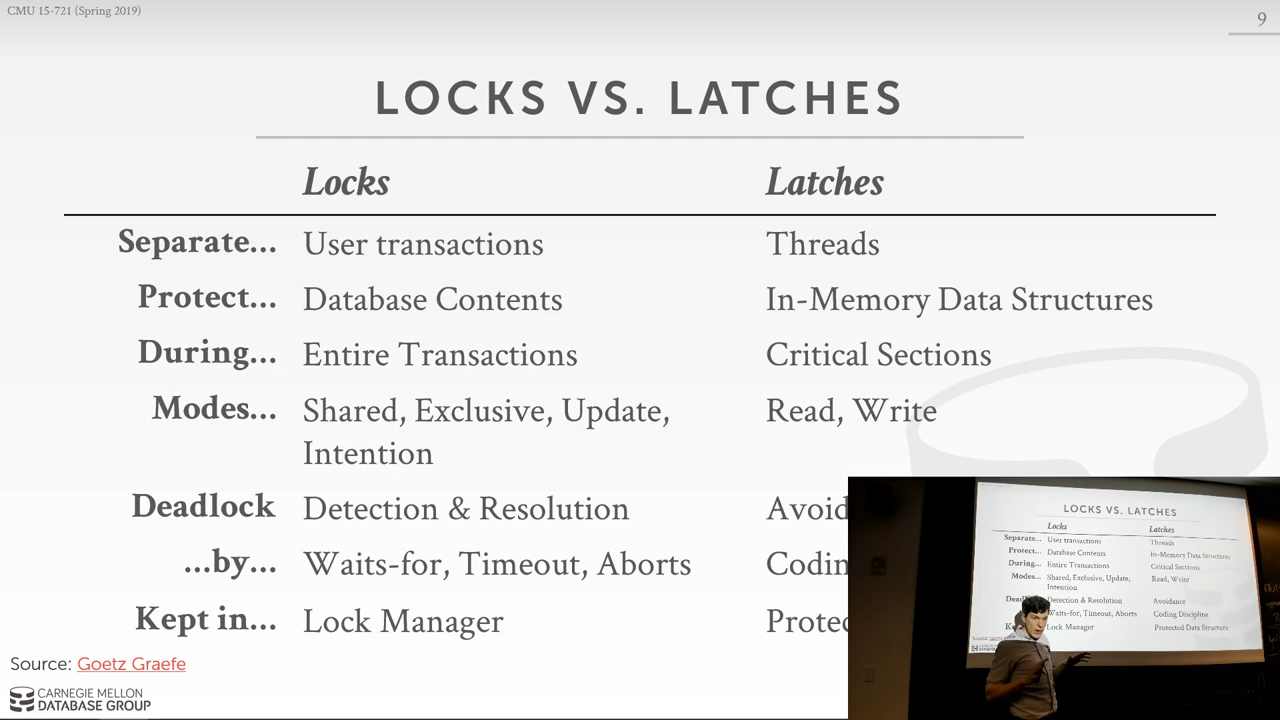 CMU 15-721 (Spring 2019)
9
LOCKS VS. LATCHES
Locks Latches
Separate... User transactions Threads
Protect... Database Contents In-Memory Data Structures
During... Entire Transactions Critical Sections
Modes... Shared, Exclusive, Update, Read, Write
Intention
Deadlock Detection & Resolution Avoid
...by... Waits-for, Timeout, Aborts Codin
Kept in... Lock Manager Protec
Source: Goetz Graefe
CARNEGIE MELLON
DATABASE GROUP
LOCKS VS. LATCHES
Locks Latches
Separate... User transactions Threads
Protect... Database Contents In-Memory Data Structures
During... Entire Transactions Critical Sections
Modes... Shared, Exclusive, Update, Read, Write
Intention
Detection & Resolution Avoidance
Waits-for, Timeout, Aborts Coding Discipline
Lock Manager Protected Data Structure